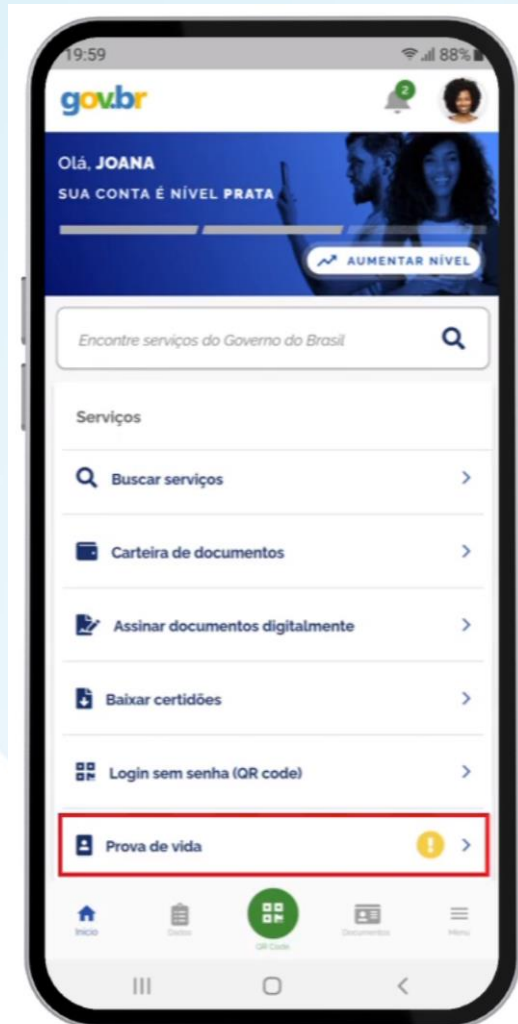 19:59
88%
gov.br
2
Olá, JOANA
SUA CONTA É NÍVEL PRATA
AUMENTAR NÍVEL
Encontre serviços do Governo do Brasil
Serviços
Buscar serviços
Carteira de documentos
Assinar documentos digitalmente
Baixar certidões
Login sem senha (QR code)
Prova de vida
Início
QR Code
Documentos
Menu